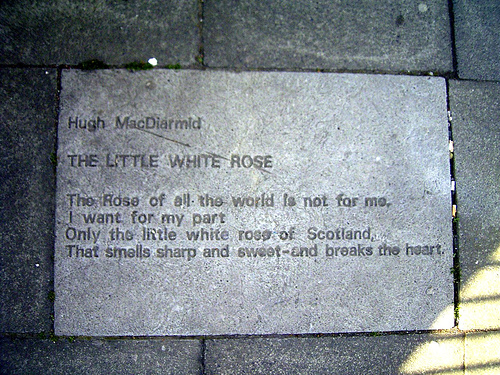 Hugh MacDiarmid
THE LITTLE WHITE ROSE
The Rose of all the world is not for me.
I want for my part
Only the little white rose of Scotland,
That smells sharp and sweet-and breaks the heart.